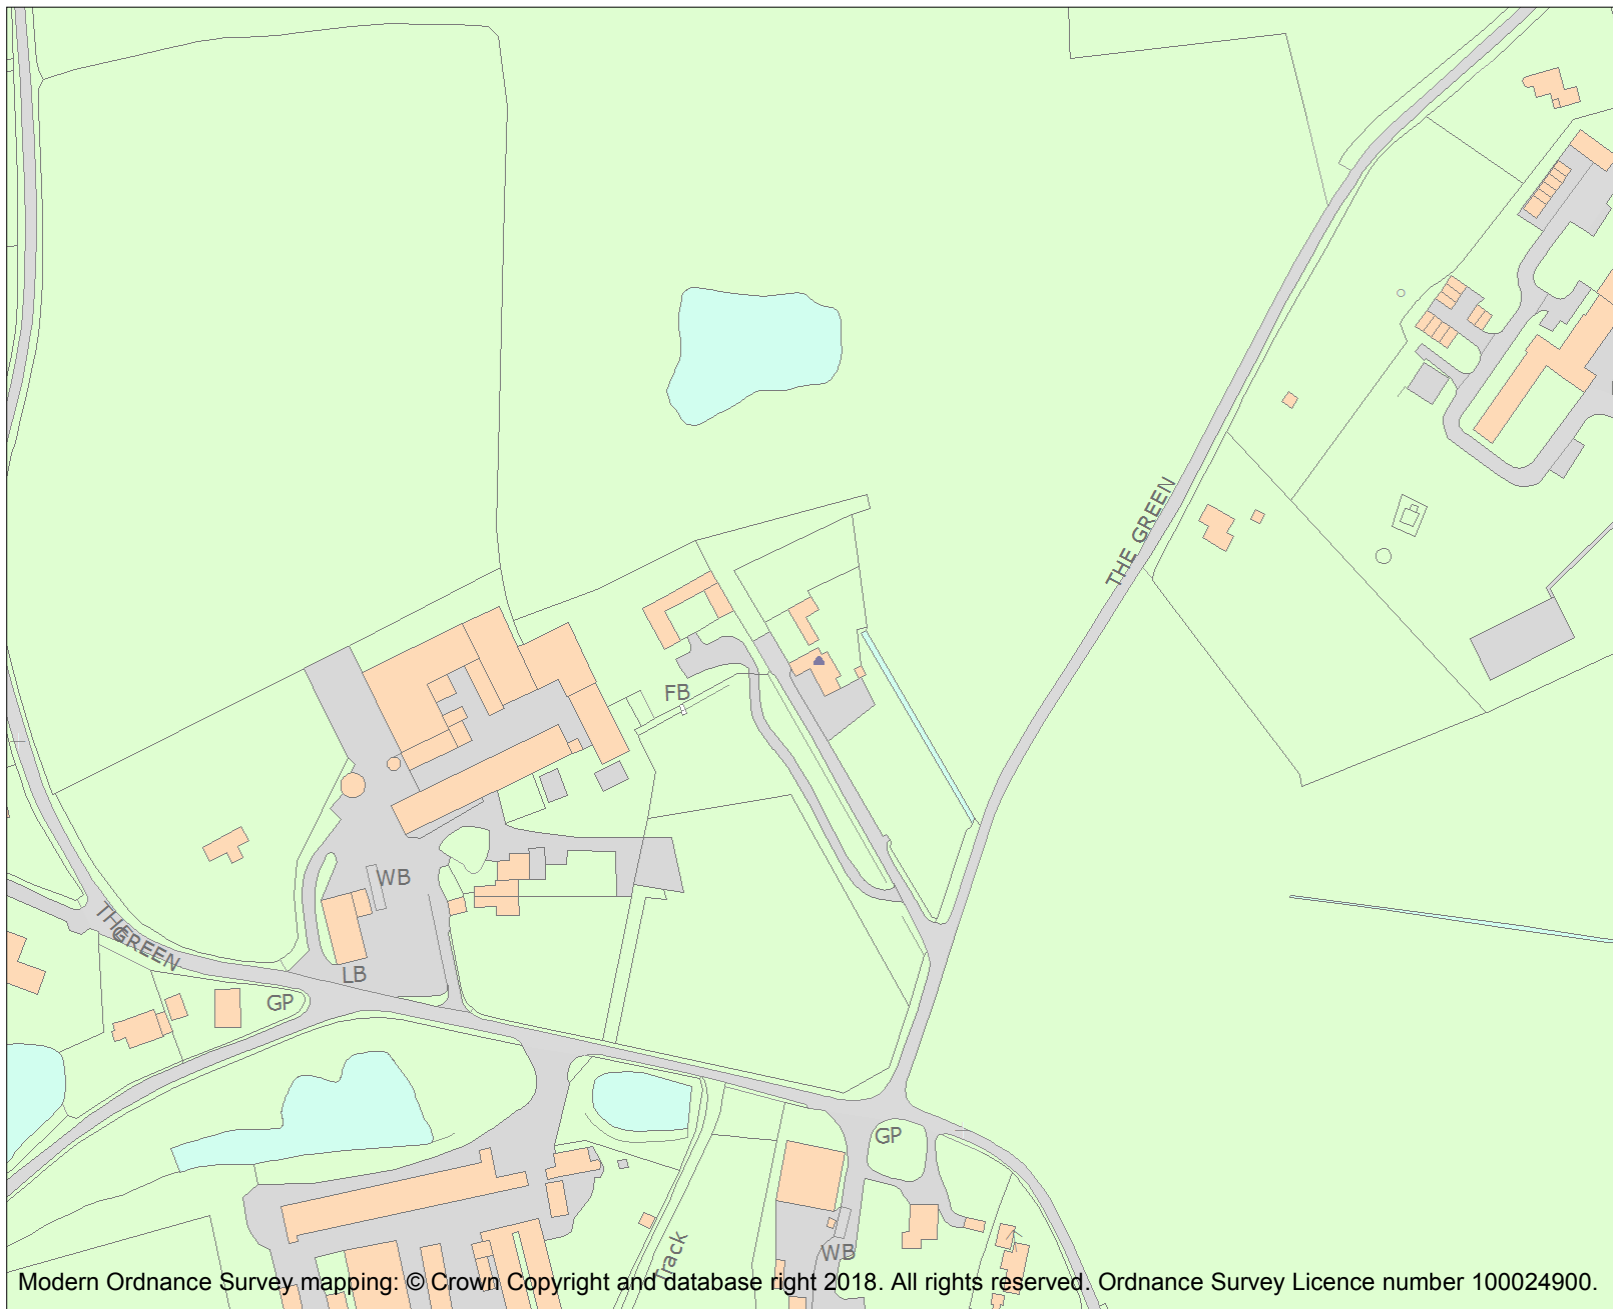 THE GREEN
FB
WB
THE
GREEN
LB
GP
GP
WB
Track
Modern Ordnance Survey mapping: © Crown Copyright and database right 2018. All rights reserved. Ordnance Survey Licence number 100024900.